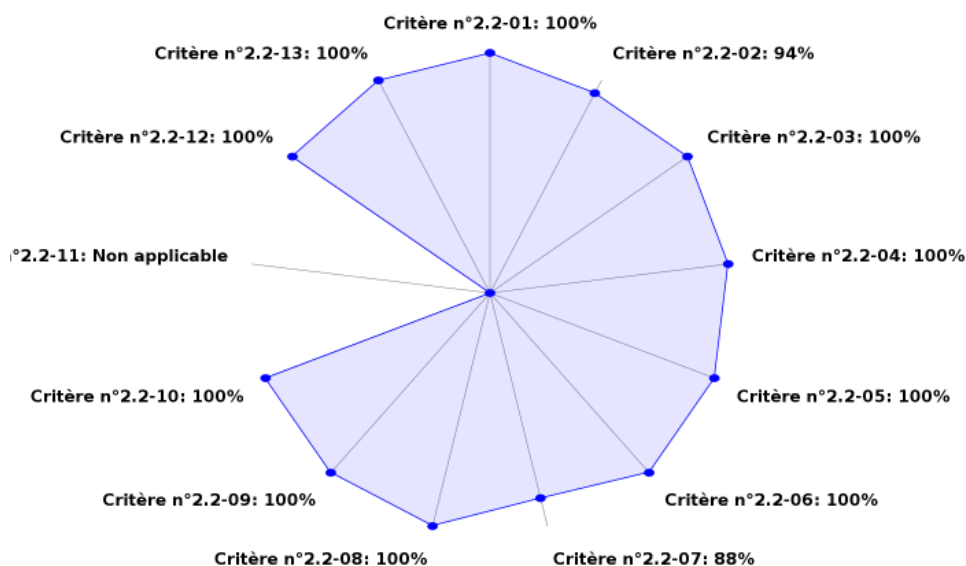 Critère n°2.2-01: 100%
Critère n°2.2-02: 94%
Critère n°2.2-03: 100%
Critère n°2.2-04: 100%
Critère n°2.2-05: 100%
Critère n°2.2-06: 100%
Critère n°2.2-07: 88%
Critère n°2.2-08: 100%
Critère n°2.2-09: 100%
Critère n°2.2-10: 100%
°2.2-11: Non applicable
Critère n°2.2-12: 100%
Critère n°2.2-13: 100%